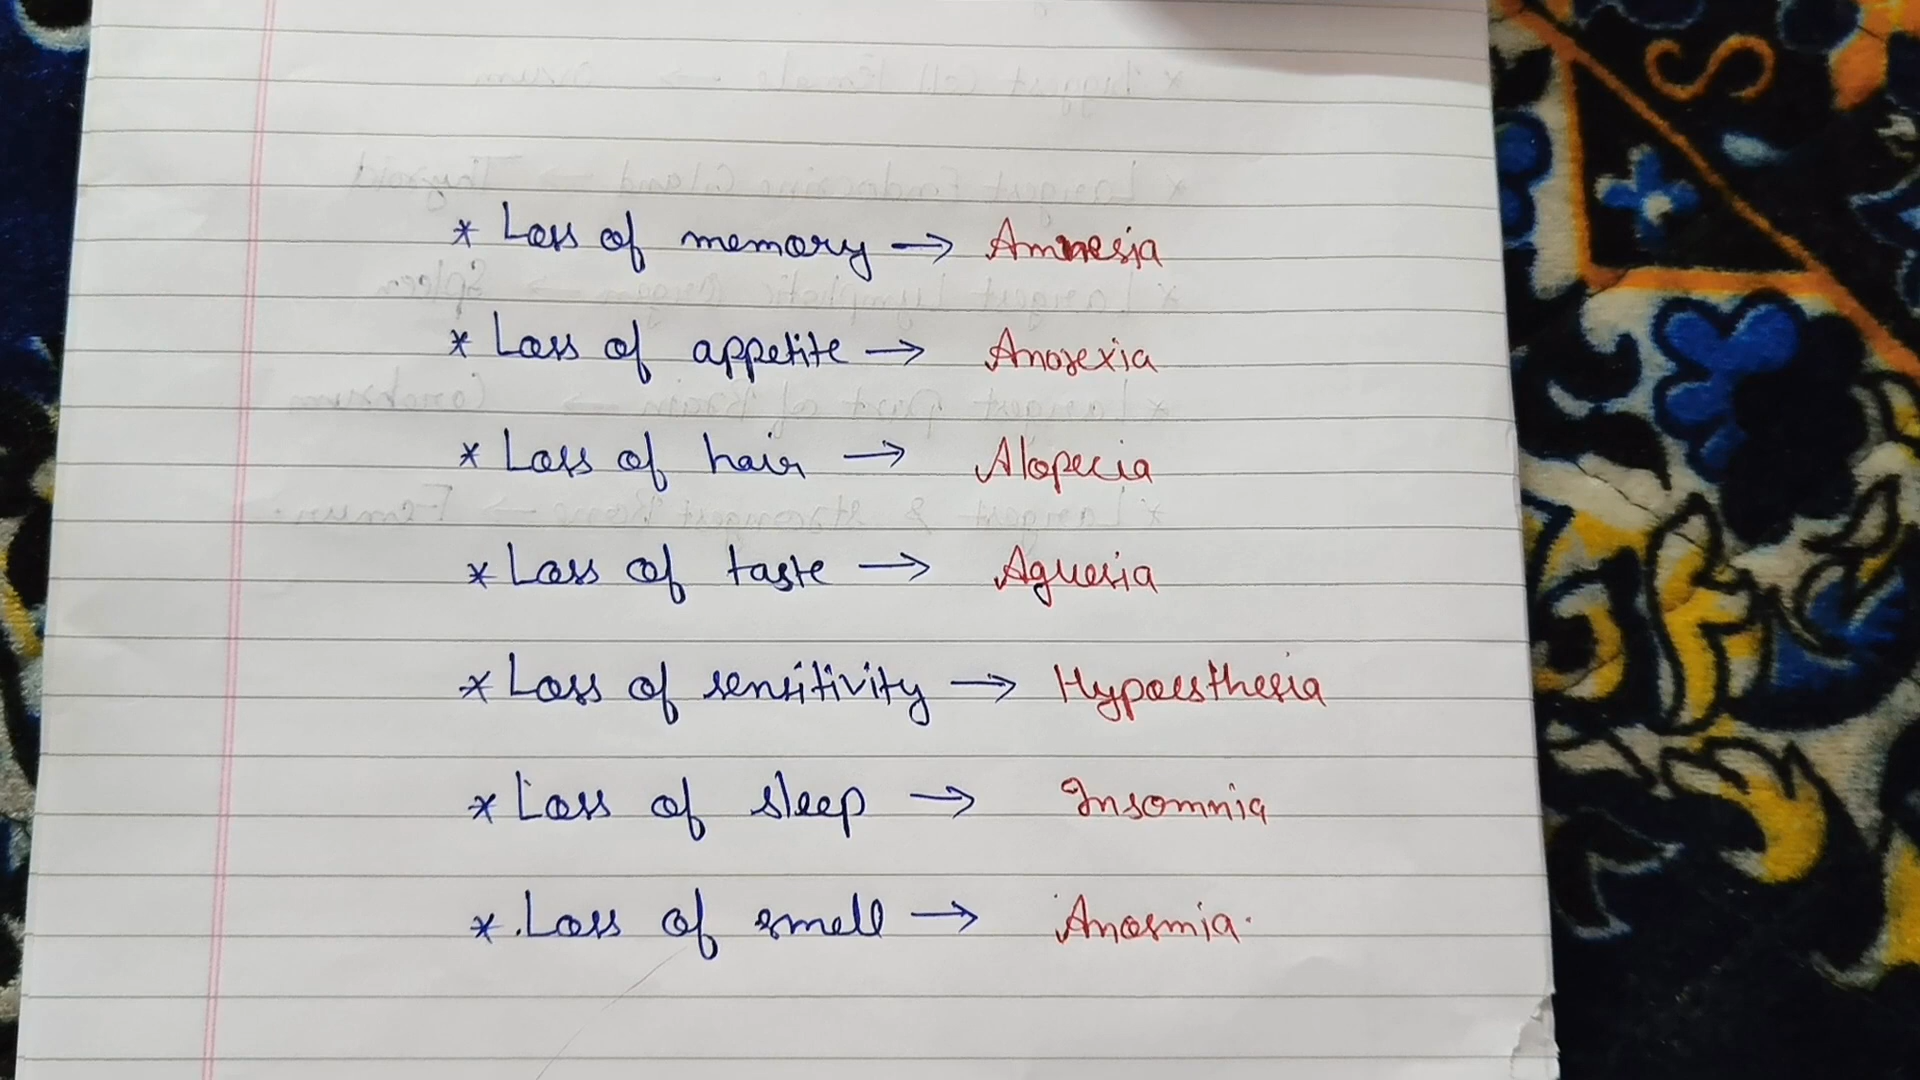 * Loss of memory → Amnesia
* Loss of appetite → Anorexia
* Loss of hair → Alopecia
* Loss of taste → Aguesia
* Loss of sensitivity → Hypoesthesia
* Loss of sleep → Insomnia
* Loss of smell → Anosmia.